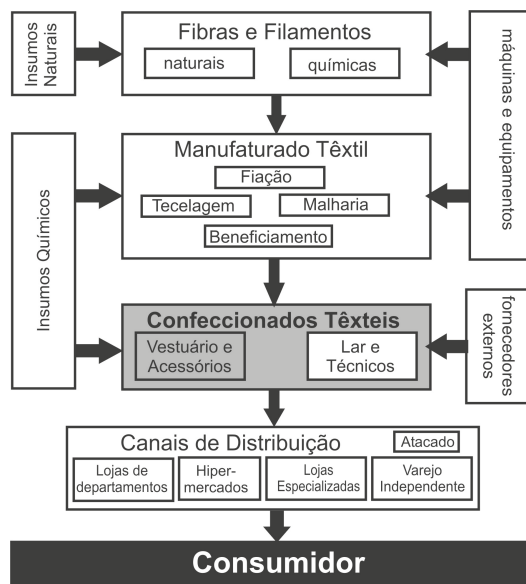 Insumos
Naturais
Fibras e Filamentos
naturais
químicas
máquinas e equipamentos
Insumos Químicos
Manufaturado Têxtil
Fiação
Tecelagem
Malharia
Beneficiamento
Confeccionados Têxteis
Vestuário e
Acessórios
Lar e
Técnicos
fornecedores
externos
Canais de Distribuição
Atacado
Lojas de
departamentos
Hiper-
mercados
Lojas
Especializadas
Varejo
Independente
Consumidor